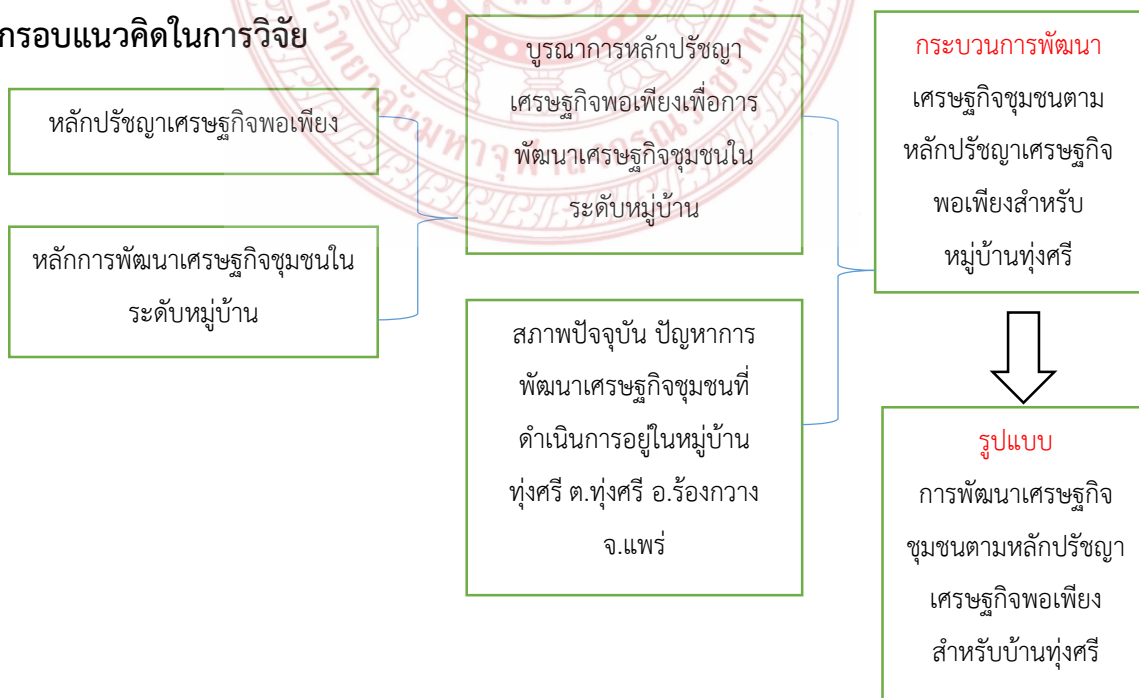 กรอบแนวคิดในการวิจัย
หลักปรัชญาเศรษฐกิจพอเพียง
หลักการพัฒนาเศรษฐกิจชุมชนใน
ระดับหมู่บ้าน
บูรณาการหลักปรัชญา
เศรษฐกิจพอเพียงเพื่อการ
พัฒนาเศรษฐกิจชุมชนใน
ระดับหมู่บ้าน
สภาพปัจจุบัน ปัญหาการ
พัฒนาเศรษฐกิจชุมชนที่
ดำเนินการอยู่ในหมู่บ้าน
ทุ่งศรี ต.ทุ่งศรี อ.ร้องกวาง
จ.แพร่
กระบวนการพัฒนา
เศรษฐกิจชุมชนตาม
หลักปรัชญาเศรษฐกิจ
พอเพียงสำหรับ
หมู่บ้านทุ่งศรี
รูปแบบ
การพัฒนาเศรษฐกิจ
ชุมชนตามหลักปรัชญา
เศรษฐกิจพอเพียง
สำหรับบ้านทุ่งศรี